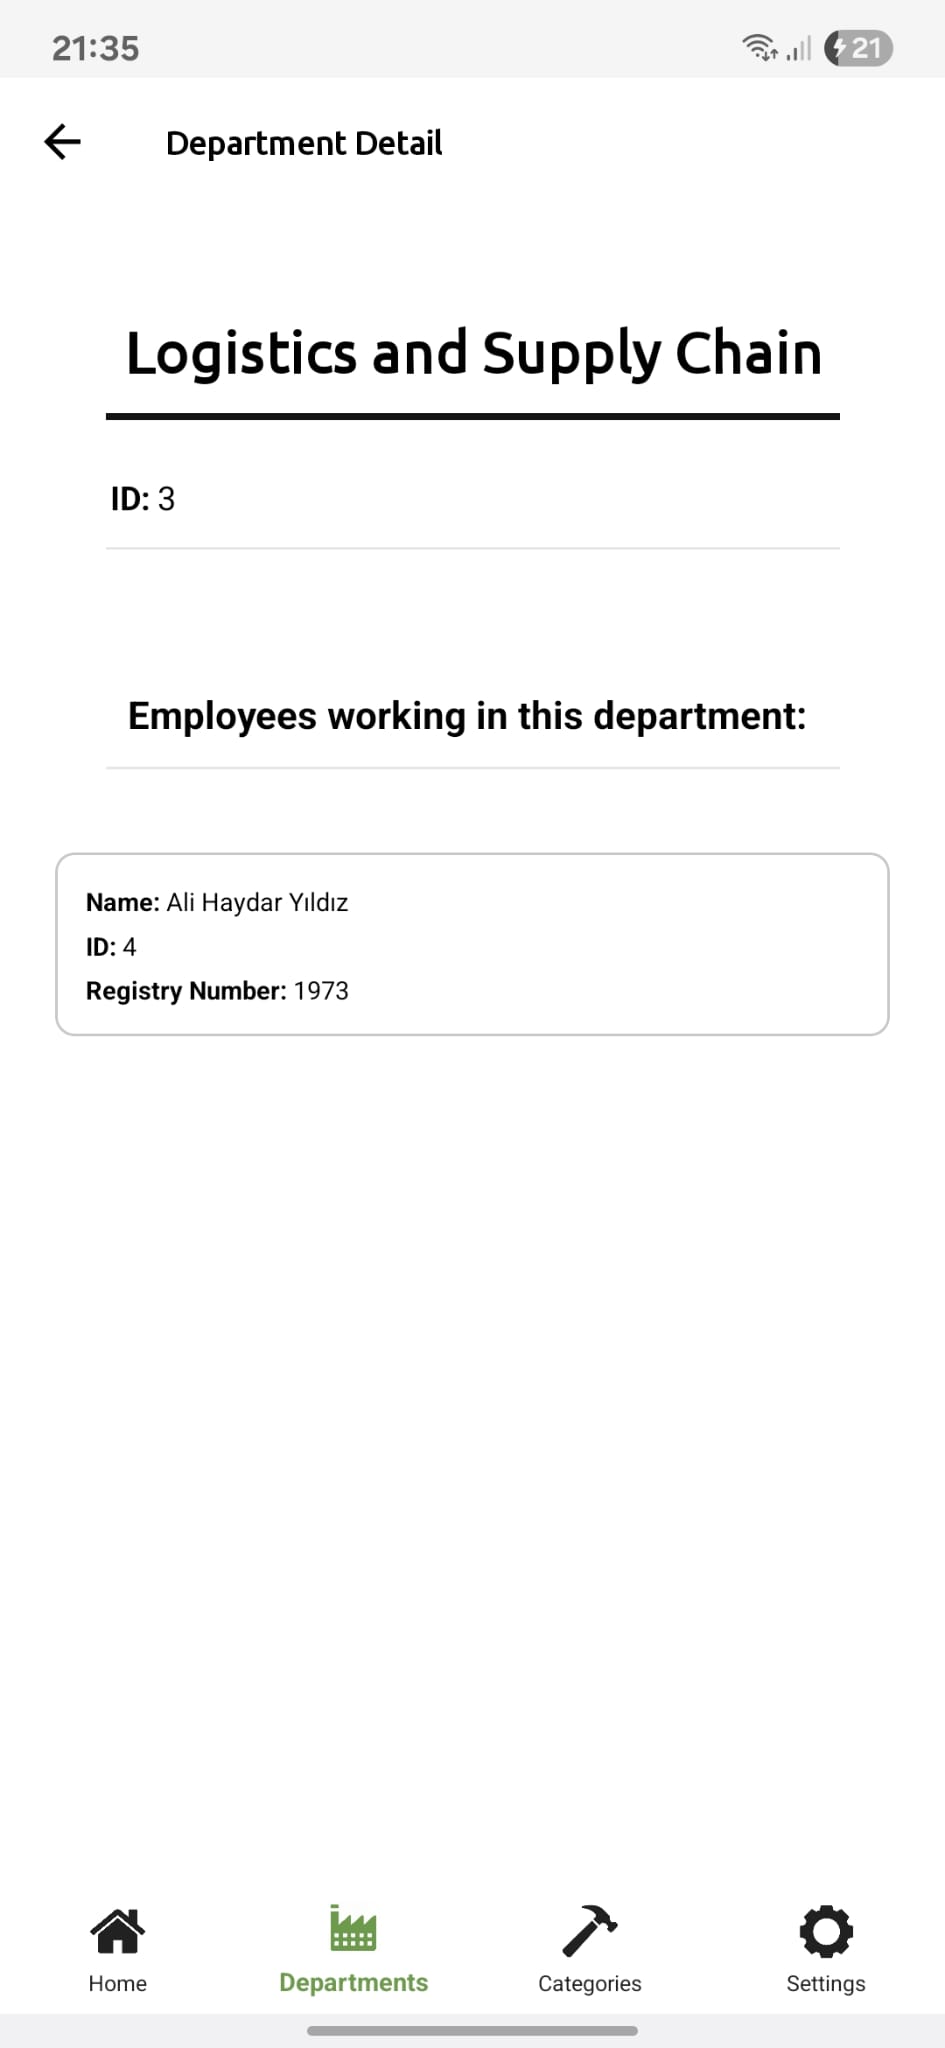 21:35
21
Department Detail
Logistics and Supply Chain
ID: 3
Employees working in this department:
Name: Ali Haydar Yıldız
ID: 4
Registry Number: 1973
Home
Departments
Categories
Settings